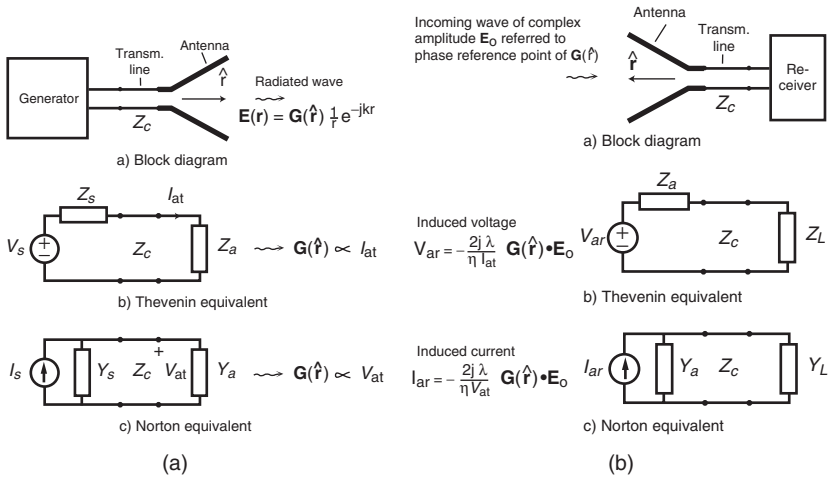 Transm.
line
Antenna
Generator
Z_c
r̂
Radiated wave
E(r) = G(r̂) 1/r e^{-jkr}
a) Block diagram
Z_s
I_at
V_s
+
−
Z_c
Z_a
G(r̂) ∝ I_at
b) Thevenin equivalent
I_s
Y_s
Z_c
+
V_at
Y_a
G(r̂) ∝ V_at
c) Norton equivalent
(a)
Incoming wave of complex
amplitude E_o referred to
phase reference point of G(r̂)
Antenna
Transm.
line
r̂
Z_c
Re-
ceiver
a) Block diagram
Induced voltage
V_ar = − 2j λ / η I_at G(r̂)•E_o
Z_a
V_ar
+
−
Z_c
Z_L
b) Thevenin equivalent
Induced current
I_ar = − 2j λ / η V_at G(r̂)•E_o
I_ar
Y_a
Z_c
Y_L
c) Norton equivalent
(b)